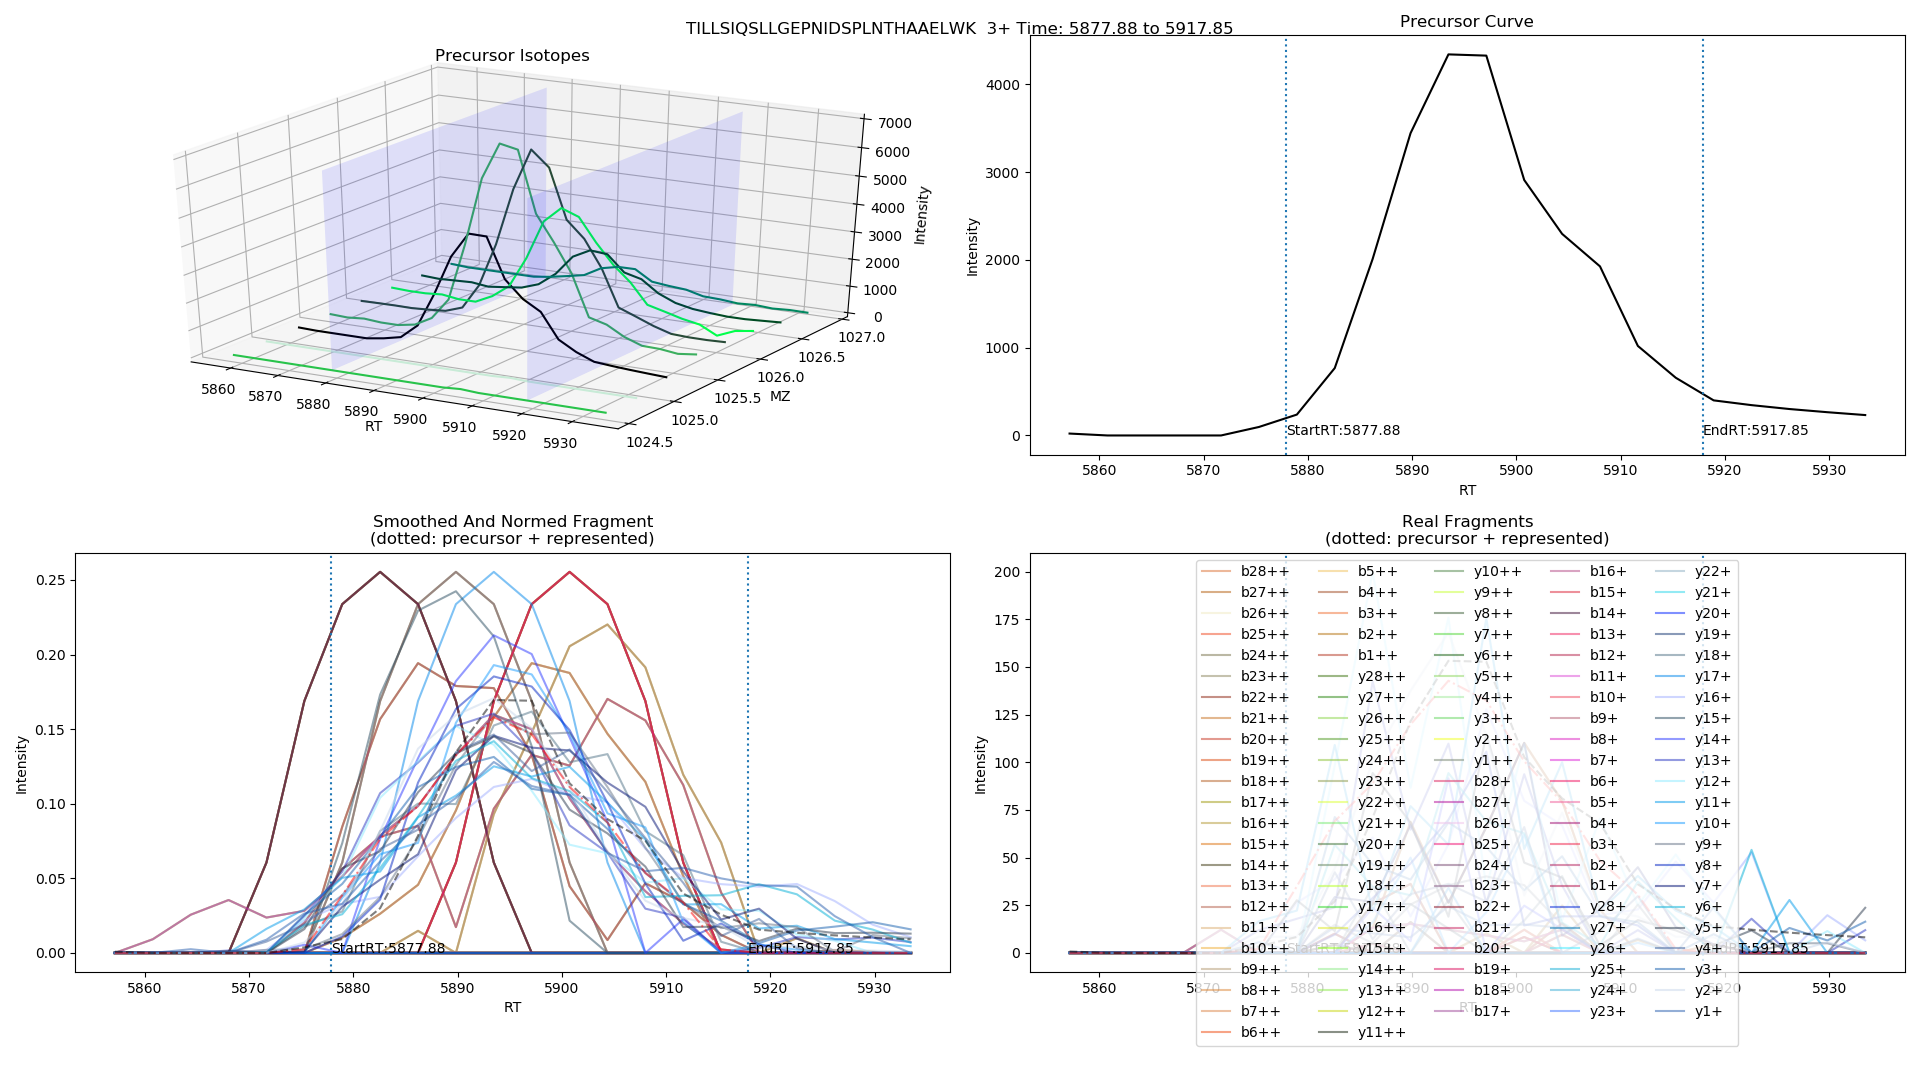 TILLSIQSLLGEPNIDSPLNTHAAELWK  3+ Time: 5877.88 to 5917.85
Precursor Isotopes
7000
6000
5000
4000
3000
2000
1000
0
Intensity
5860
5870
5880
5890
5900
5910
5920
5930
RT
1024.5
1025.0
1025.5
1026.0
1026.5
1027.0
MZ
Precursor Curve
4000
3000
2000
1000
0
Intensity
StartRT:5877.88
EndRT:5917.85
5860 5870 5880 5890 5900 5910 5920 5930
RT
Smoothed And Normed Fragment
(dotted: precursor + represented)
0.25
0.20
0.15
0.10
0.05
0.00
Intensity
StartRT:5877.88
EndRT:5917.85
5860 5870 5880 5890 5900 5910 5920 5930
RT
Real Fragments
(dotted: precursor + represented)
200
175
150
125
100
75
50
25
0
Intensity
b28++
b27++
b26++
b25++
b24++
b23++
b22++
b21++
b20++
b19++
b18++
b17++
b16++
b15++
b14++
b13++
b12++
b11++
b10++
b9++
b8++
b7++
b6++
b5++
b4++
b3++
b2++
b1++
y28++
y27++
y26++
y25++
y24++
y23++
y22++
y21++
y20++
y19++
y18++
y17++
y16++
y15++
y14++
y13++
y12++
y11++
y10++
y9++
y8++
y7++
y6++
y5++
y4++
y3++
y2++
y1++
b28+
b27+
b26+
b25+
b24+
b23+
b22+
b21+
b20+
b19+
b18+
b17+
b16+
b15+
b14+
b13+
b12+
b11+
b10+
b9+
b8+
b7+
b6+
b5+
b4+
b3+
b2+
b1+
y28+
y27+
y26+
y25+
y24+
y23+
y22+
y21+
y20+
y19+
y18+
y17+
y16+
y15+
y14+
y13+
y12+
y11+
y10+
y9+
y8+
y7+
y6+
y5+
y4+
y3+
y2+
y1+
5860 5870 5880 5890 5900 5910 5920 5930
RT